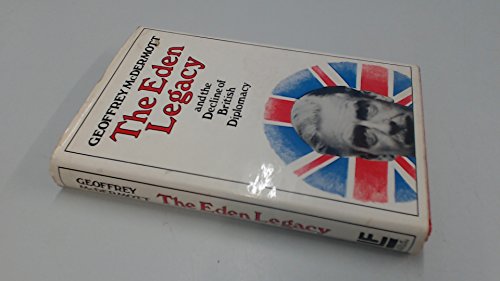 GEOFFREY McDERMOTT
The Eden
Legacy
and the
Decline of
British
Diplomacy
GEOFFREY
McDERMOTT
The Eden Legacy